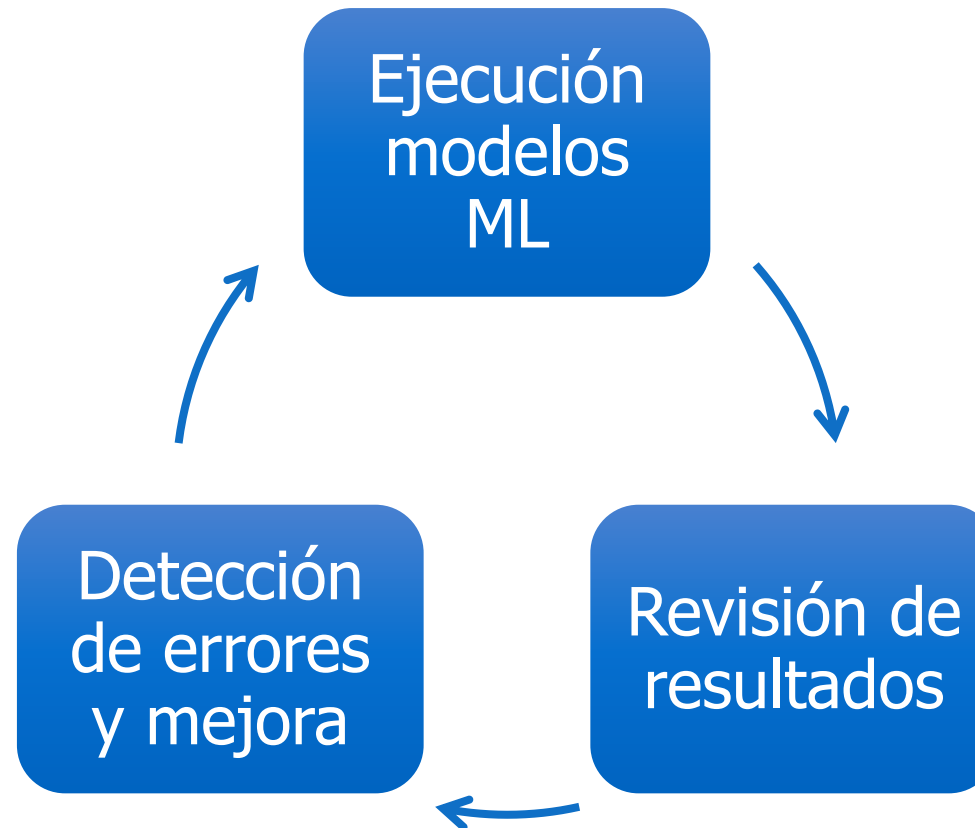 Ejecución
modelos
ML
Detección
de errores
y mejora
Revisión de
resultados